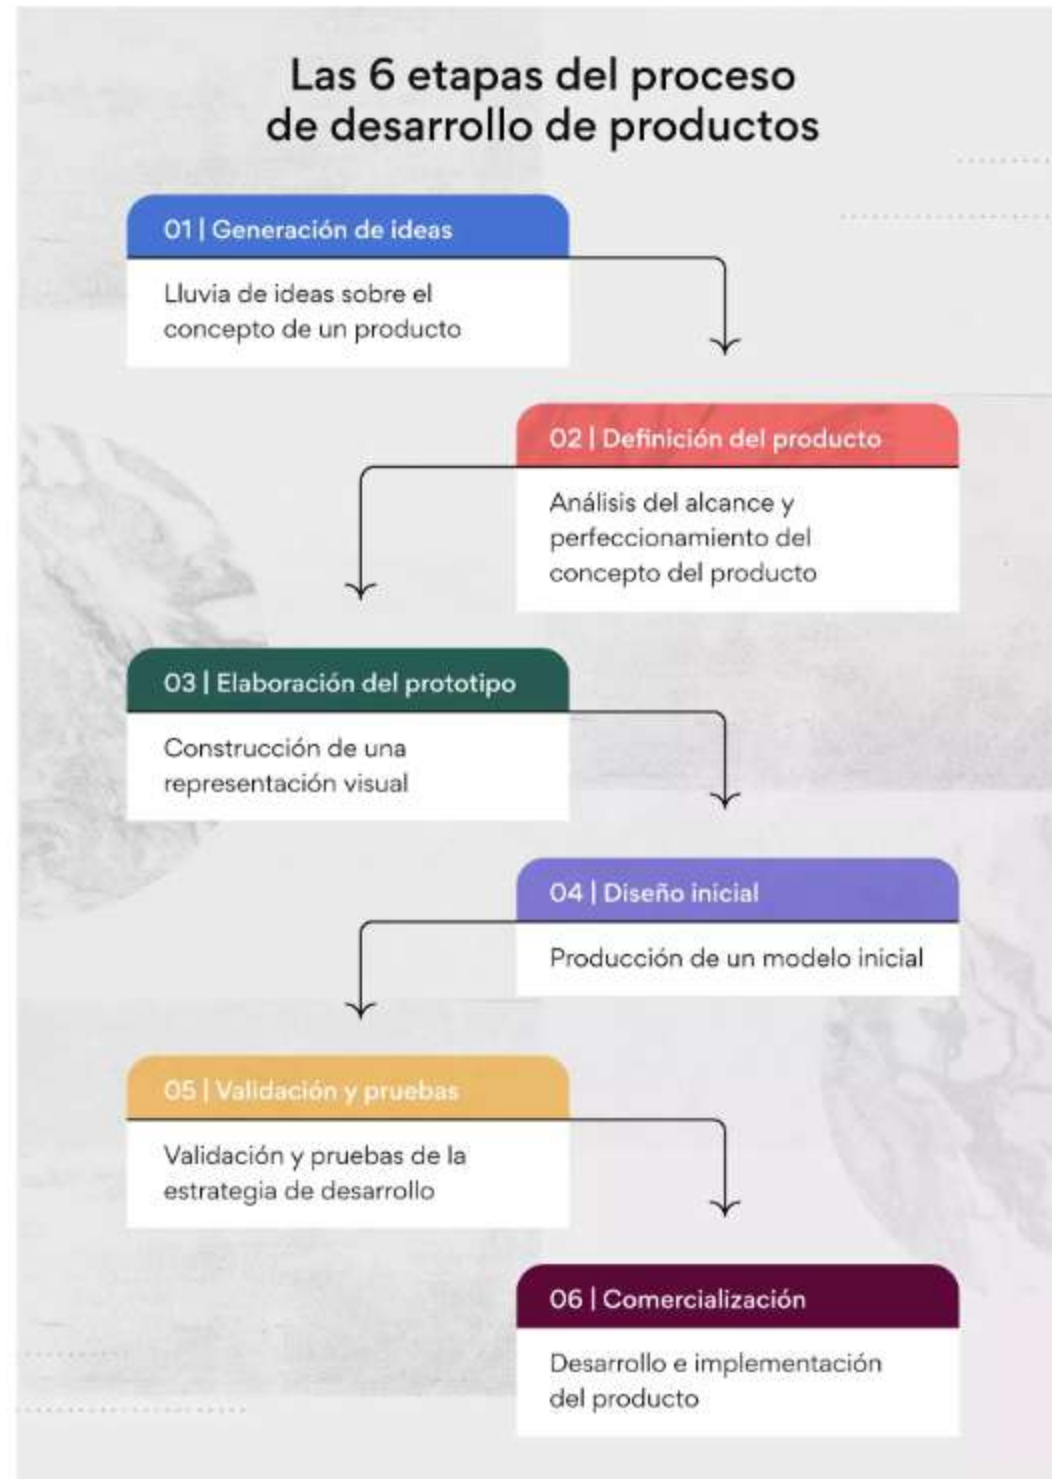 Las 6 etapas del proceso
de desarrollo de productos
01 | Generación de ideas
Lluvia de ideas sobre el
concepto de un producto
02 | Definición del producto
Análisis del alcance y
perfeccionamiento del
concepto del producto
03 | Elaboración del prototipo
Construcción de una
representación visual
04 | Diseño inicial
Producción de un modelo inicial
05 | Validación y pruebas
Validación y pruebas de la
estrategia de desarrollo
06 | Comercialización
Desarrollo e implementación
del producto